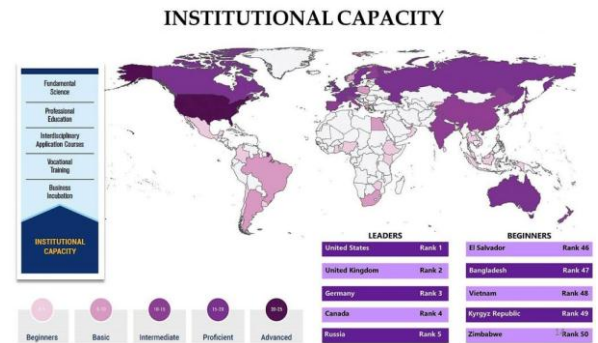 INSTITUTIONAL CAPACITY
Fundamental
Science
Professional
Education
Interdisciplinary
Application Courses
Vocational
Training
Business
Incubation
INSTITUTIONAL
CAPACITY
Beginners
Basic
Intermediate
Proficient
Advanced
LEADERS
United States Rank 1
United Kingdom Rank 2
Germany Rank 3
Canada Rank 4
Russia Rank 5
BEGINNERS
El Salvador Rank 46
Bangladesh Rank 47
Vietnam Rank 48
Kyrgyz Republic Rank 49
Zimbabwe Rank 50